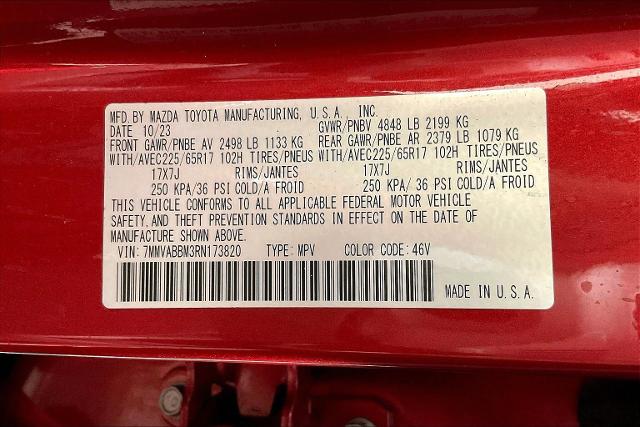 MFD. BY MAZDA TOYOTA MANUFACTURING, U.S.A., INC.
DATE 10/23 GVWR/PNBV 4848 LB 2199 KG
FRONT GAWR/PNBE AV 2498 LB 1133 KG REAR GAWR/PNBE AR 2379 LB 1079 KG
WITH/AVEC225/65R17 102H TIRES/PNEUS WITH/AVEC225/65R17 102H TIRES/PNEUS
17X7J RIMS/JANTES 17X7J RIMS/JANTES
250 KPA/36 PSI COLD/A FROID 250 KPA/ 36 PSI COLD/A FROID
THIS VEHICLE CONFORMS TO ALL APPLICABLE FEDERAL MOTOR VEHICLE
SAFETY, AND THEFT PREVENTION STANDARDS IN EFFECT ON THE DATE OF
MANUFACTURE SHOWN ABOVE.
VIN: 7MMVABBM3RN173820 TYPE: MPV COLOR CODE: 46V
MADE IN U.S.A.